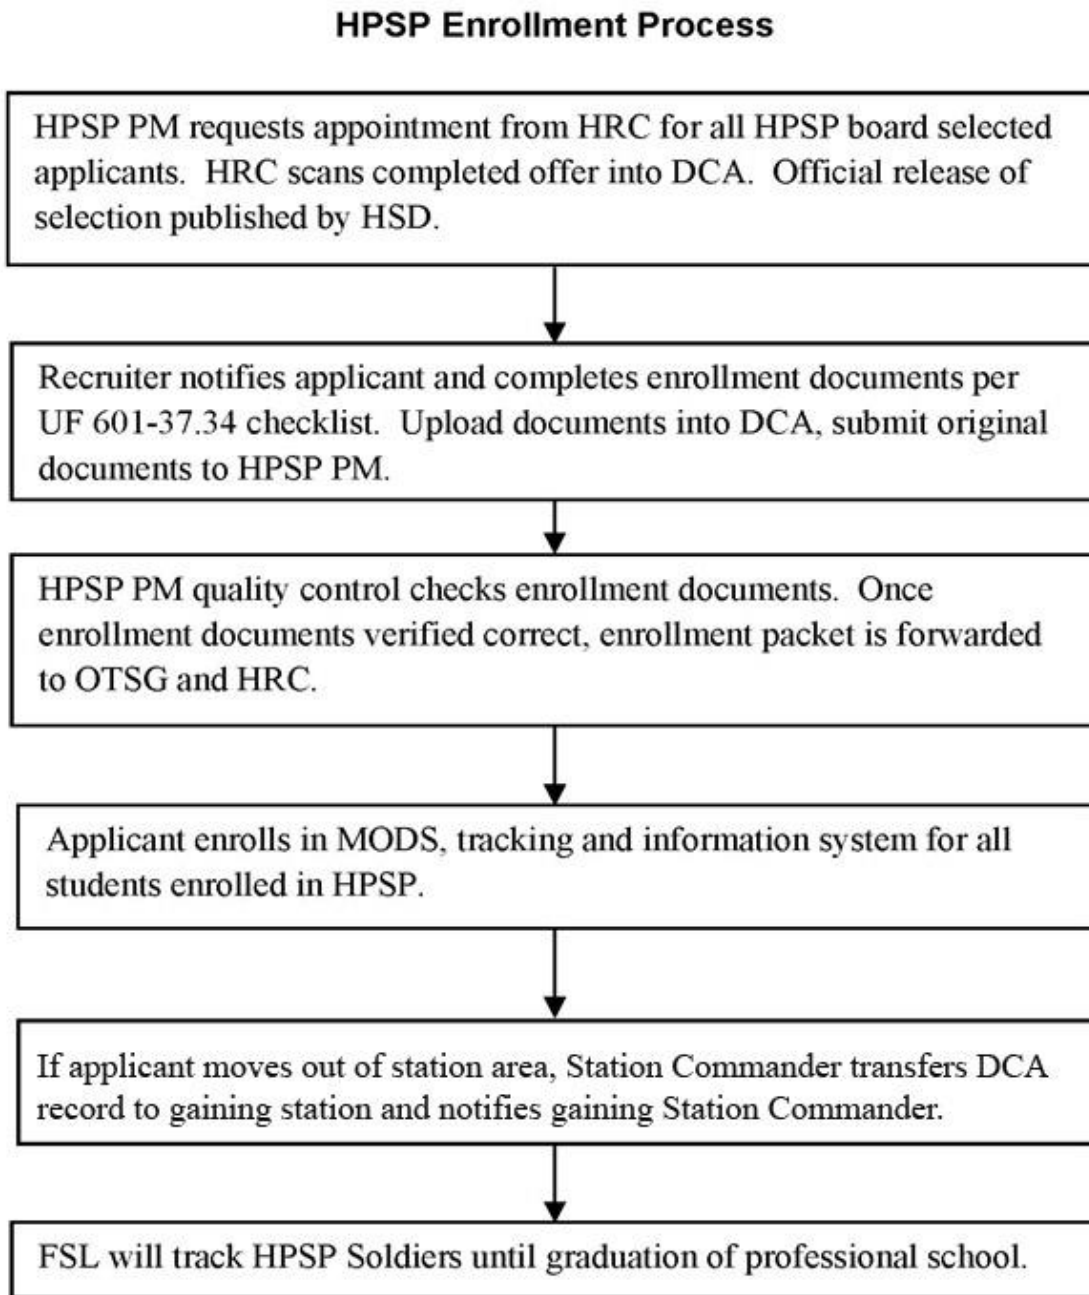 HPSP Enrollment Process
HPSP PM requests appointment from HRC for all HPSP board selected
applicants.  HRC scans completed offer into DCA.  Official release of
selection published by HSD.
Recruiter notifies applicant and completes enrollment documents per
UF 601-37.34 checklist.  Upload documents into DCA, submit original
documents to HPSP PM.
HPSP PM quality control checks enrollment documents.  Once
enrollment documents verified correct, enrollment packet is forwarded
to OTSG and HRC.
Applicant enrolls in MODS, tracking and information system for all
students enrolled in HPSP.
If applicant moves out of station area, Station Commander transfers DCA
record to gaining station and notifies gaining Station Commander.
FSL will track HPSP Soldiers until graduation of professional school.